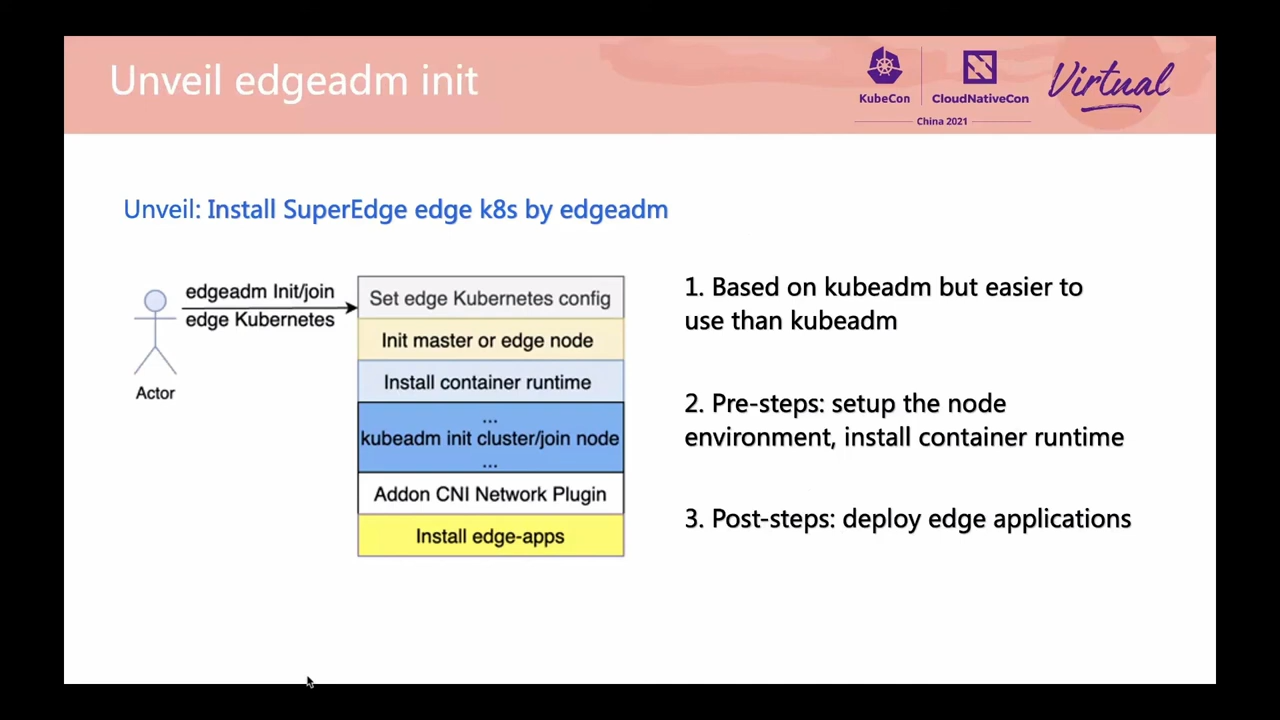 Unveil edgeadm init
KubeCon
CloudNativeCon
China 2021
Virtual
Unveil: Install SuperEdge edge k8s by edgeadm
edgeadm Init/join
edge Kubernetes
Actor
Set edge Kubernetes config
Init master or edge node
Install container runtime
...
kubeadm init cluster/join node
...
Addon CNI Network Plugin
Install edge-apps
1. Based on kubeadm but easier to
use than kubeadm
2. Pre-steps: setup the node
environment, install container runtime
3. Post-steps: deploy edge applications